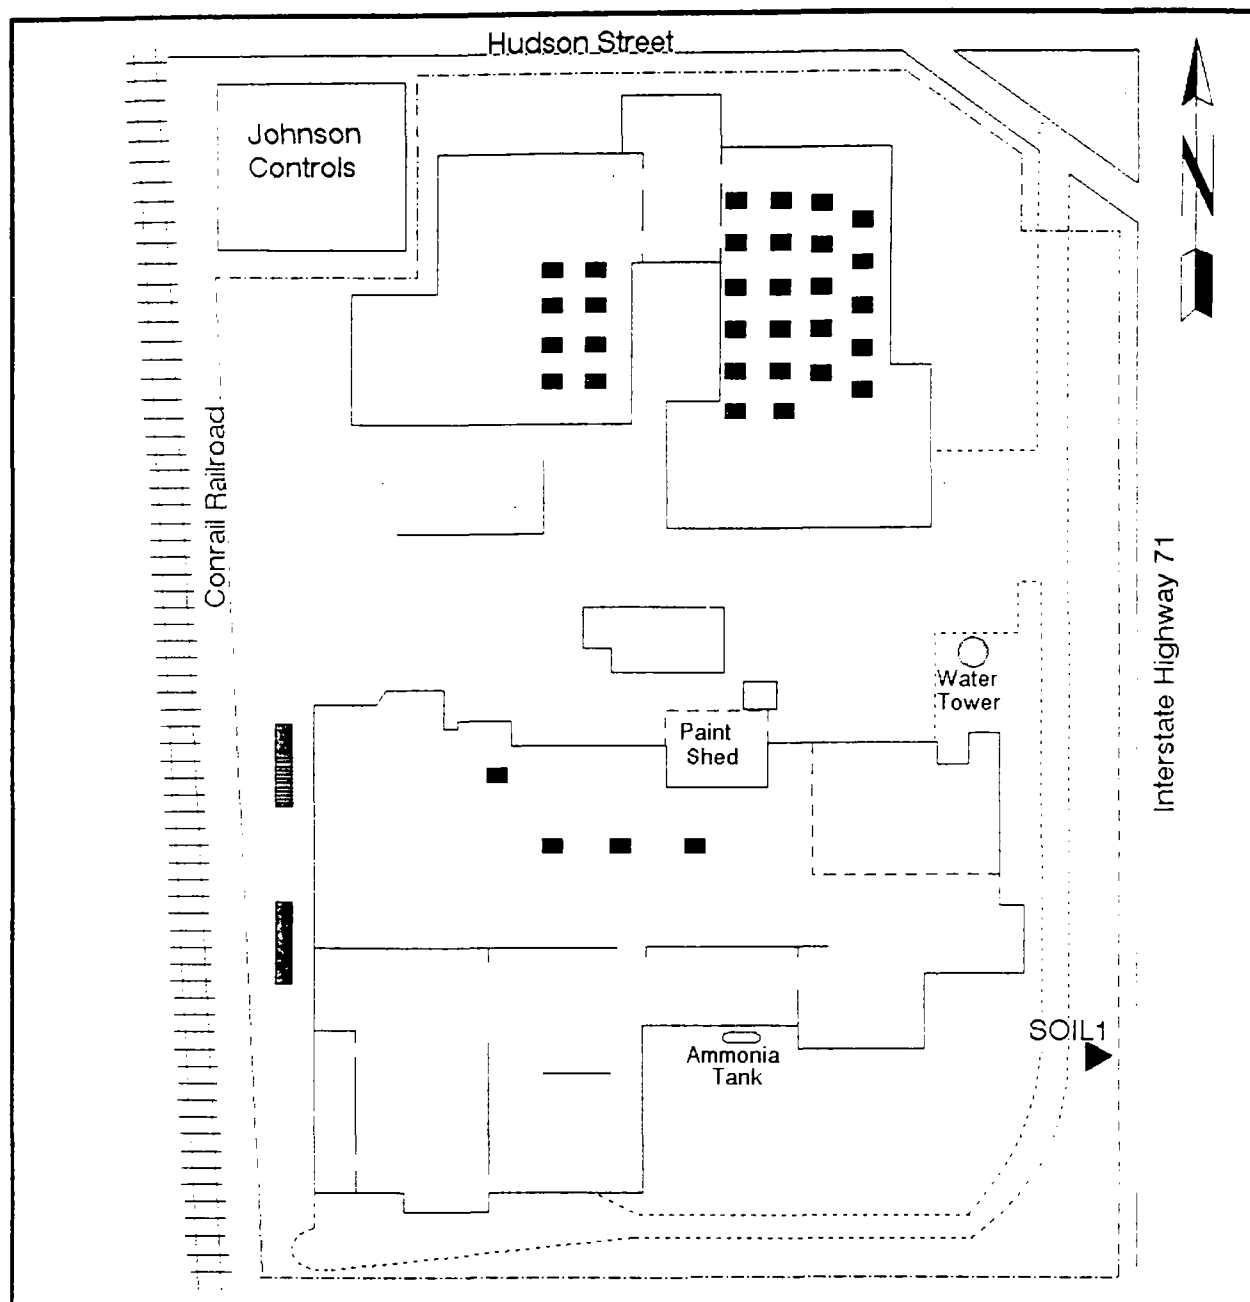 Hudson Street
Johnson
Controls
N
Conrail Railroad
Interstate Highway 71
Water
Tower
Paint
Shed
SOIL1
Ammonia
Tank